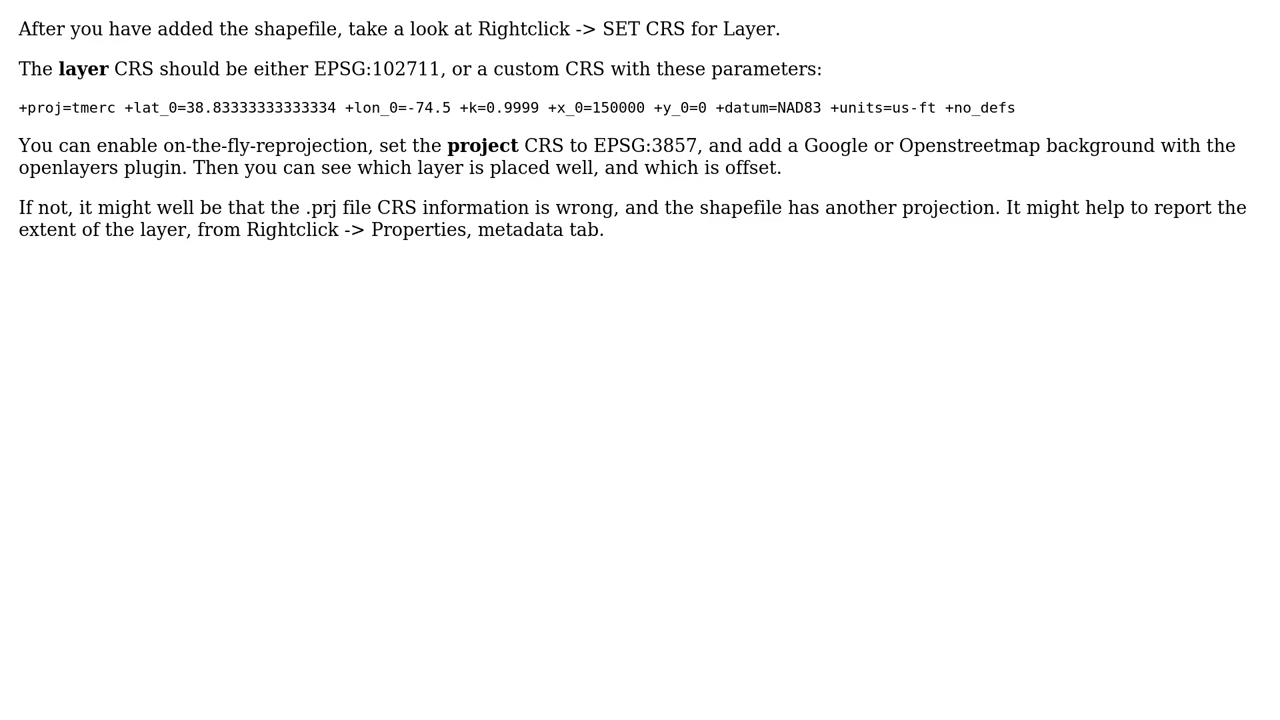 After you have added the shapefile, take a look at Rightclick -> SET CRS for Layer.
The layer CRS should be either EPSG:102711, or a custom CRS with these parameters:
+proj=tmerc +lat_0=38.83333333333334 +lon_0=-74.5 +k=0.9999 +x_0=150000 +y_0=0 +datum=NAD83 +units=us-ft +no_defs
You can enable on-the-fly-reprojection, set the project CRS to EPSG:3857, and add a Google or Openstreetmap background with the
openlayers plugin. Then you can see which layer is placed well, and which is offset.
If not, it might well be that the .prj file CRS information is wrong, and the shapefile has another projection. It might help to report the
extent of the layer, from Rightclick -> Properties, metadata tab.